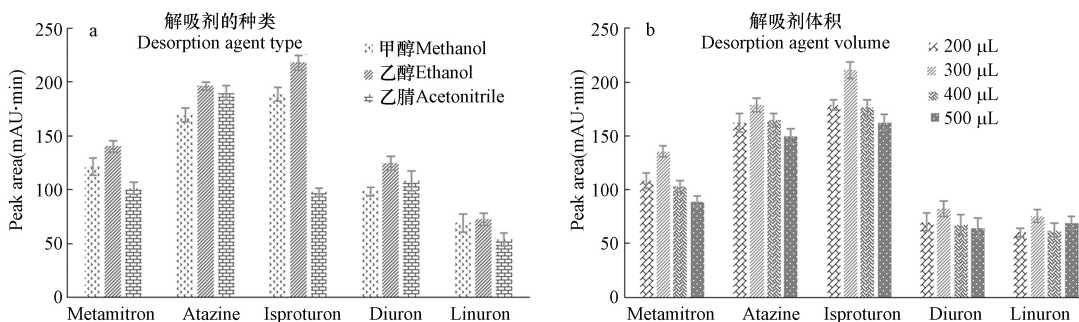 解吸剂的种类
Desorption agent type
a
甲醇Methanol
乙醇Ethanol
乙腈Acetonitrile
Peak area(mAU·min)
250
200
150
100
50
0
Metamitron Atazine Isproturon Diuron Linuron
解吸剂体积
Desorption agent volume
b
200 μL
300 μL
400 μL
500 μL
Peak area(mAU·min)
250
200
150
100
50
0
Metamitron Atazine Isproturon Diuron Linuron